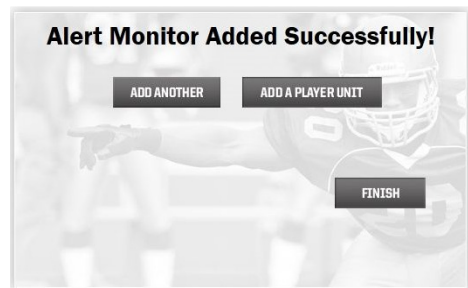 Alert Monitor Added Successfully!
ADD ANOTHER ADD A PLAYER UNIT
FINISH